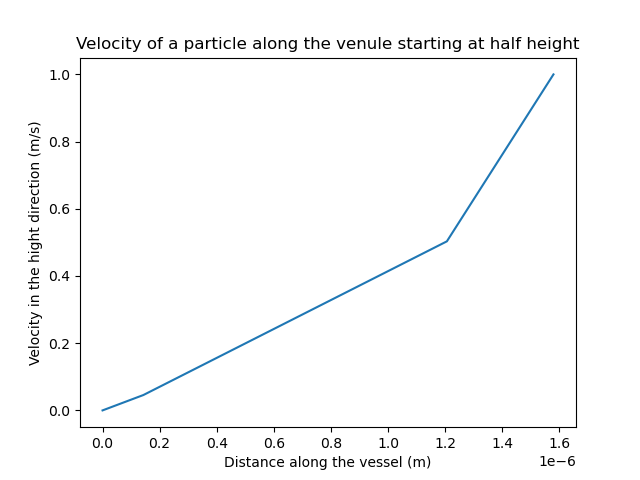 Velocity of a particle along the venule starting at half height
Velocity in the hight direction (m/s)
1.0
0.8
0.6
0.4
0.2
0.0
0.0 0.2 0.4 0.6 0.8 1.0 1.2 1.4 1.6
1e−6
Distance along the vessel (m)